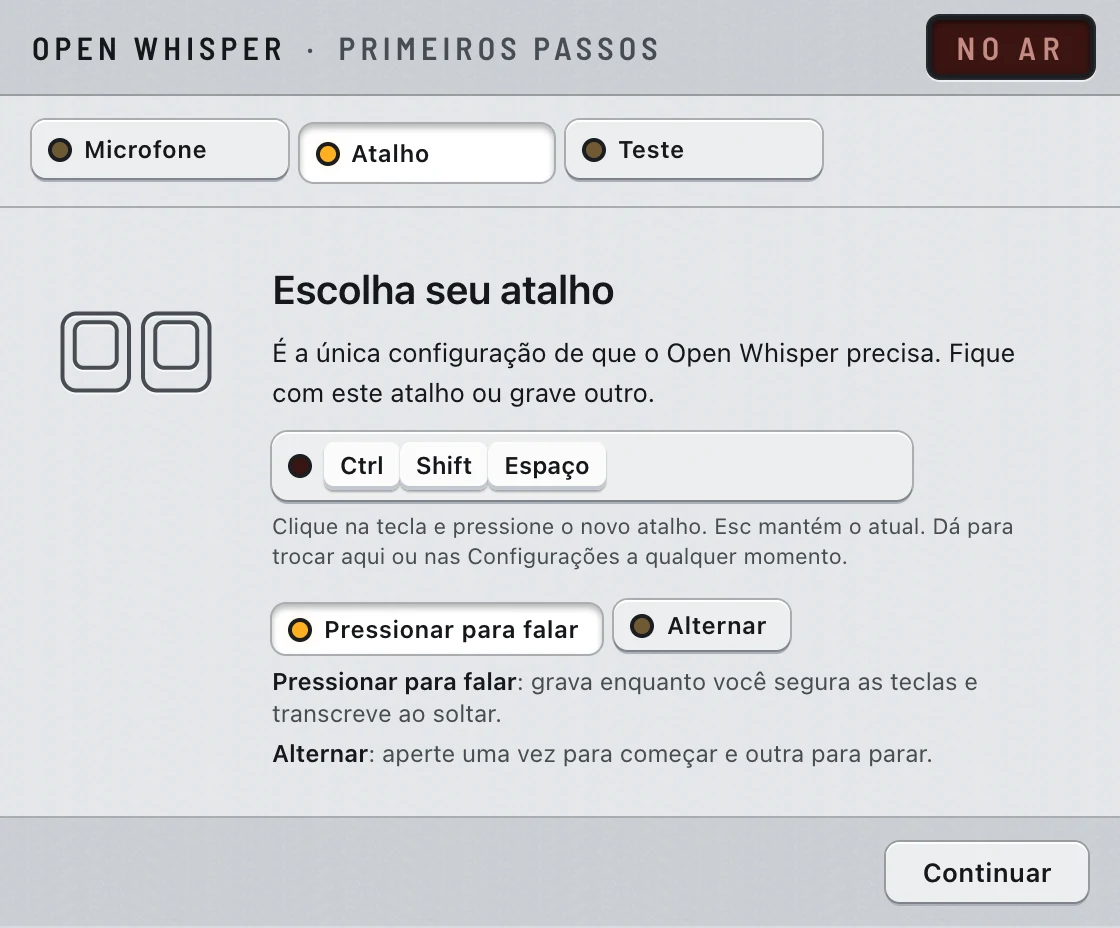 OPEN WHISPER · PRIMEIROS PASSOS
NO AR
Microfone
Atalho
Teste
Escolha seu atalho
É a única configuração de que o Open Whisper precisa. Fique
com este atalho ou grave outro.
Ctrl Shift Espaço
Clique na tecla e pressione o novo atalho. Esc mantém o atual. Dá para
trocar aqui ou nas Configurações a qualquer momento.
Pressionar para falar
Alternar
Pressionar para falar: grava enquanto você segura as teclas e
transcreve ao soltar.
Alternar: aperte uma vez para começar e outra para parar.
Continuar